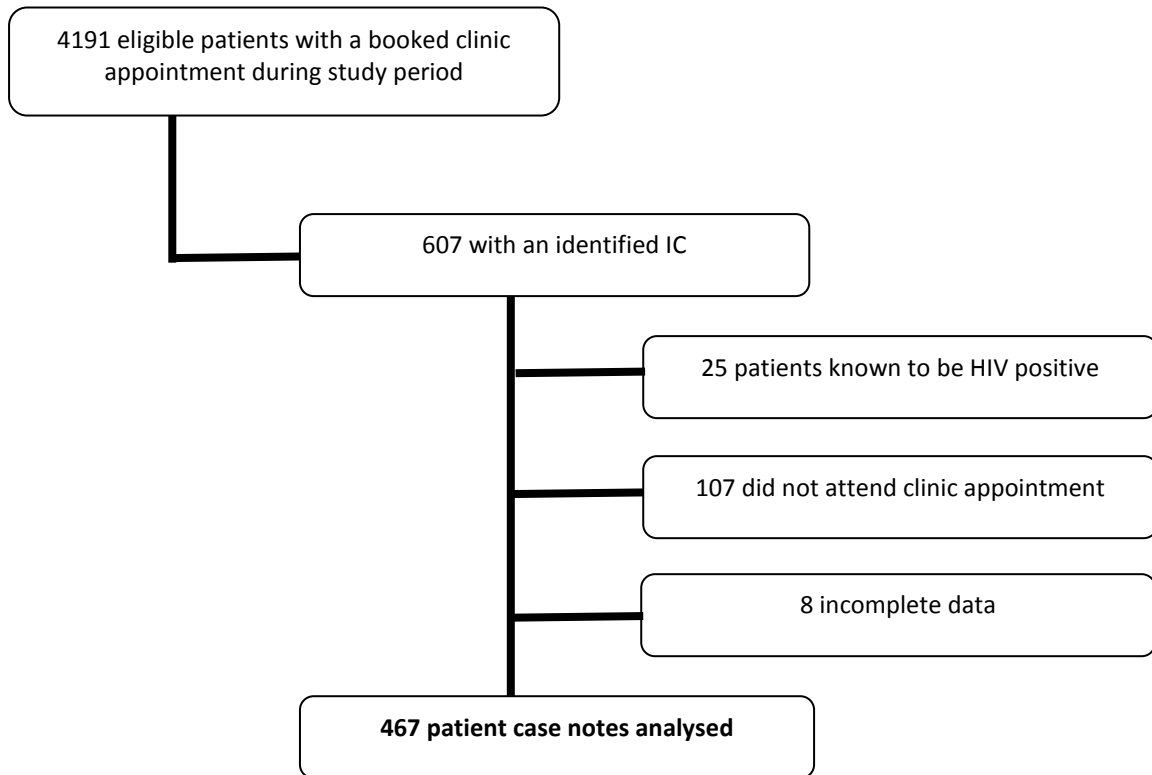 4191 eligible patients with a booked clinic
appointment during study period
607 with an identified IC
25 patients known to be HIV positive
107 did not attend clinic appointment
8 incomplete data
467 patient case notes analysed